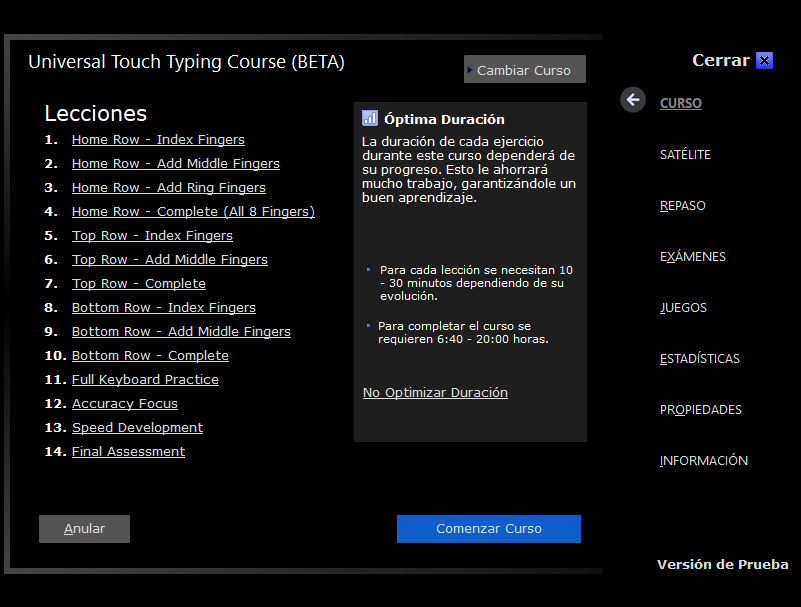 Universal Touch Typing Course (BETA)
Cambiar Curso
Cerrar
Lecciones
1. Home Row - Index Fingers
2. Home Row - Add Middle Fingers
3. Home Row - Add Ring Fingers
4. Home Row - Complete (All 8 Fingers)
5. Top Row - Index Fingers
6. Top Row - Add Middle Fingers
7. Top Row - Complete
8. Bottom Row - Index Fingers
9. Bottom Row - Add Middle Fingers
10. Bottom Row - Complete
11. Full Keyboard Practice
12. Accuracy Focus
13. Speed Development
14. Final Assessment
Óptima Duración
La duración de cada ejercicio
durante este curso dependerá de
su progreso. Esto le ahorrará
mucho trabajo, garantizándole un
buen aprendizaje.
Para cada lección se necesitan 10
- 30 minutos dependiendo de su
evolución.
Para completar el curso se
requieren 6:40 - 20:00 horas.
No Optimizar Duración
Anular
Comenzar Curso
CURSO
SATÉLITE
REPASO
EXÁMENES
JUEGOS
ESTADÍSTICAS
PROPIEDADES
INFORMACIÓN
Versión de Prueba